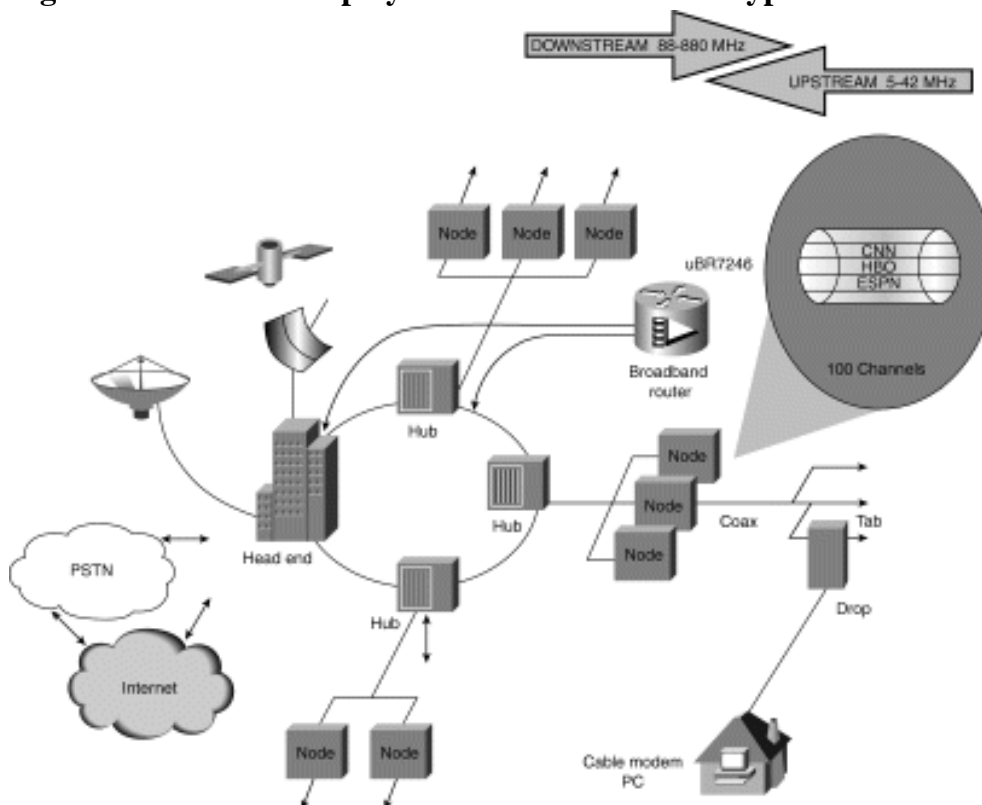 DOWNSTREAM 88-880 MHz
UPSTREAM 5-42 MHz
Node
Node
Node
uBR7246
CNN
HBO
ESPN
100 Channels
Broadband
router
Hub
Node
Node
Node
Hub
Coax
Tab
Head end
PSTN
Hub
Drop
Internet
Node
Node
Cable modem
PC